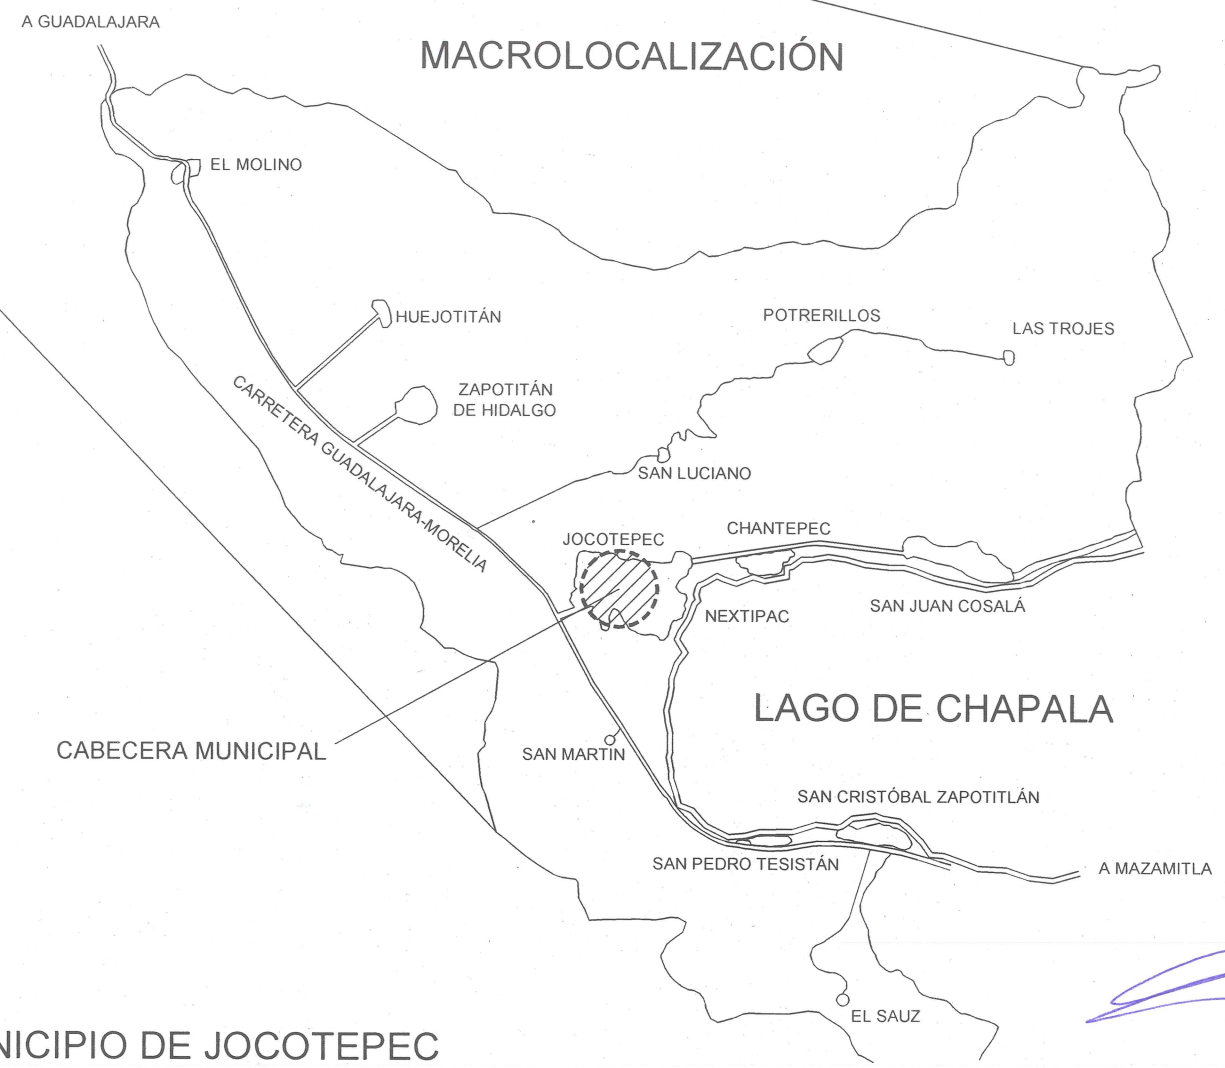 A GUADALAJARA
MACROLOCALIZACIÓN
EL MOLINO
HUEJOTITÁN
POTRERILLOS
LAS TROJES
ZAPOTITÁN
DE HIDALGO
CARRETERA GUADALAJARA-MORELIA
SAN LUCIANO
JOCOTEPEC
CHANTEPEC
SAN JUAN COSALÁ
NEXTIPAC
LAGO DE CHAPALA
CABECERA MUNICIPAL
SAN MARTÍN
SAN CRISTÓBAL ZAPOTITLÁN
SAN PEDRO TESISTÁN
A MAZAMITLA
EL SAUZ
NICIPIO DE JOCOTEPEC